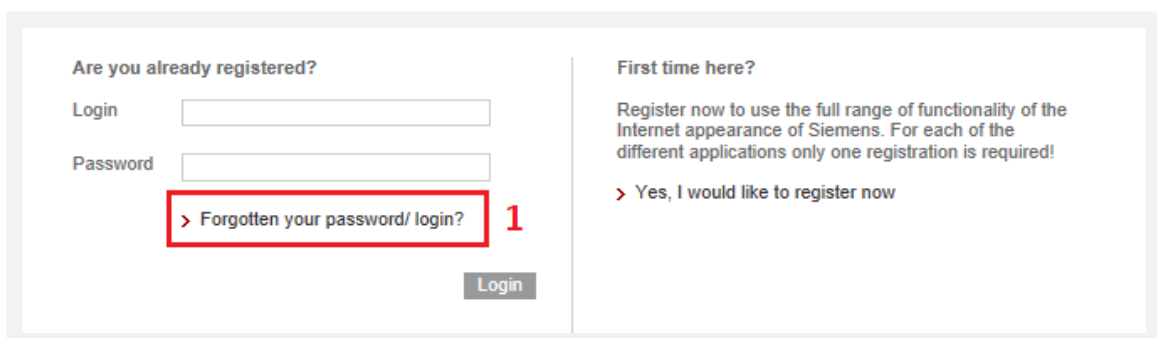 Are you already registered?
Login
Password
> Forgotten your password/ login? 1
Login
First time here?
Register now to use the full range of functionality of the
Internet appearance of Siemens. For each of the
different applications only one registration is required!
> Yes, I would like to register now